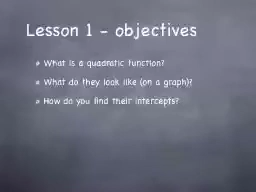 Lesson 1 - objectives
What is a quadratic function?
What do they look like (on a graph)?
How do you find their intercepts?